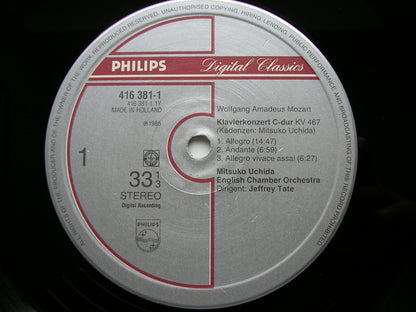 ALL RIGHTS OF THE MANUFACTURER AND OF THE OWNER OF THE WORK REPRODUCED RESERVED. UNAUTHORISED COPYING, HIRING, LENDING, PUBLIC PERFORMANCE AND BROADCASTING OF THIS RECORD PROHIBITED.
PHILIPS
Digital Classics
416 381-1
416 381-1 1Y
MADE IN HOLLAND
℗1986
1
33 1/3
STEREO
Digital Recording
PHILIPS
Wolfgang Amadeus Mozart
Klavierkonzert C-dur KV 467
(Kadenzen: Mitsuko Uchida)
1. Allegro [14:47]
2. Andante (6:59)
3. Allegro vivace assai (6:27)
Mitsuko Uchida
English Chamber Orchestra
Dirigent: Jeffrey Tate